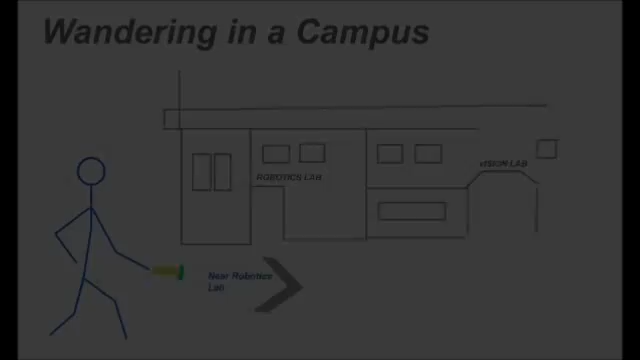 Wandering in a Campus
ROBOTICS LAB
VISION LAB
Near Robotics
Lab